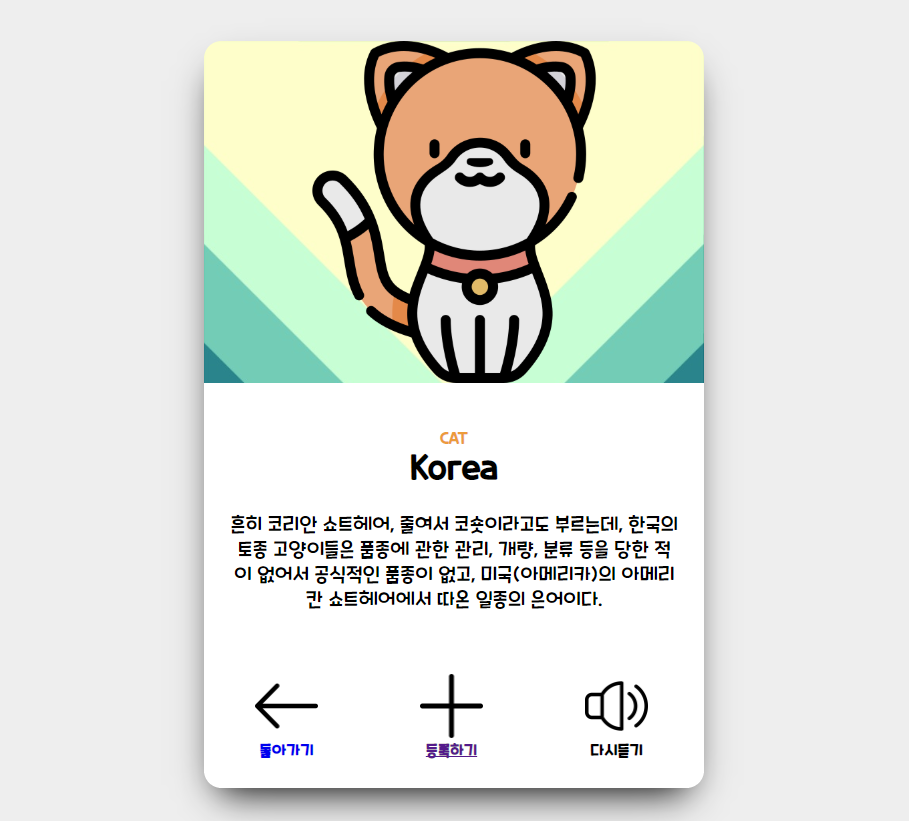 CAT
Korea
흔히 코리안 쇼트헤어, 줄여서 코숏이라고도 부르는데, 한국의
토종 고양이들은 품종에 관한 관리, 개량, 분류 등을 당한 적
이 없어서 공식적인 품종이 없고, 미국(아메리카)의 아메리
칸 쇼트헤어에서 따온 일종의 은어이다.
돌아가기 등록하기 다시듣기